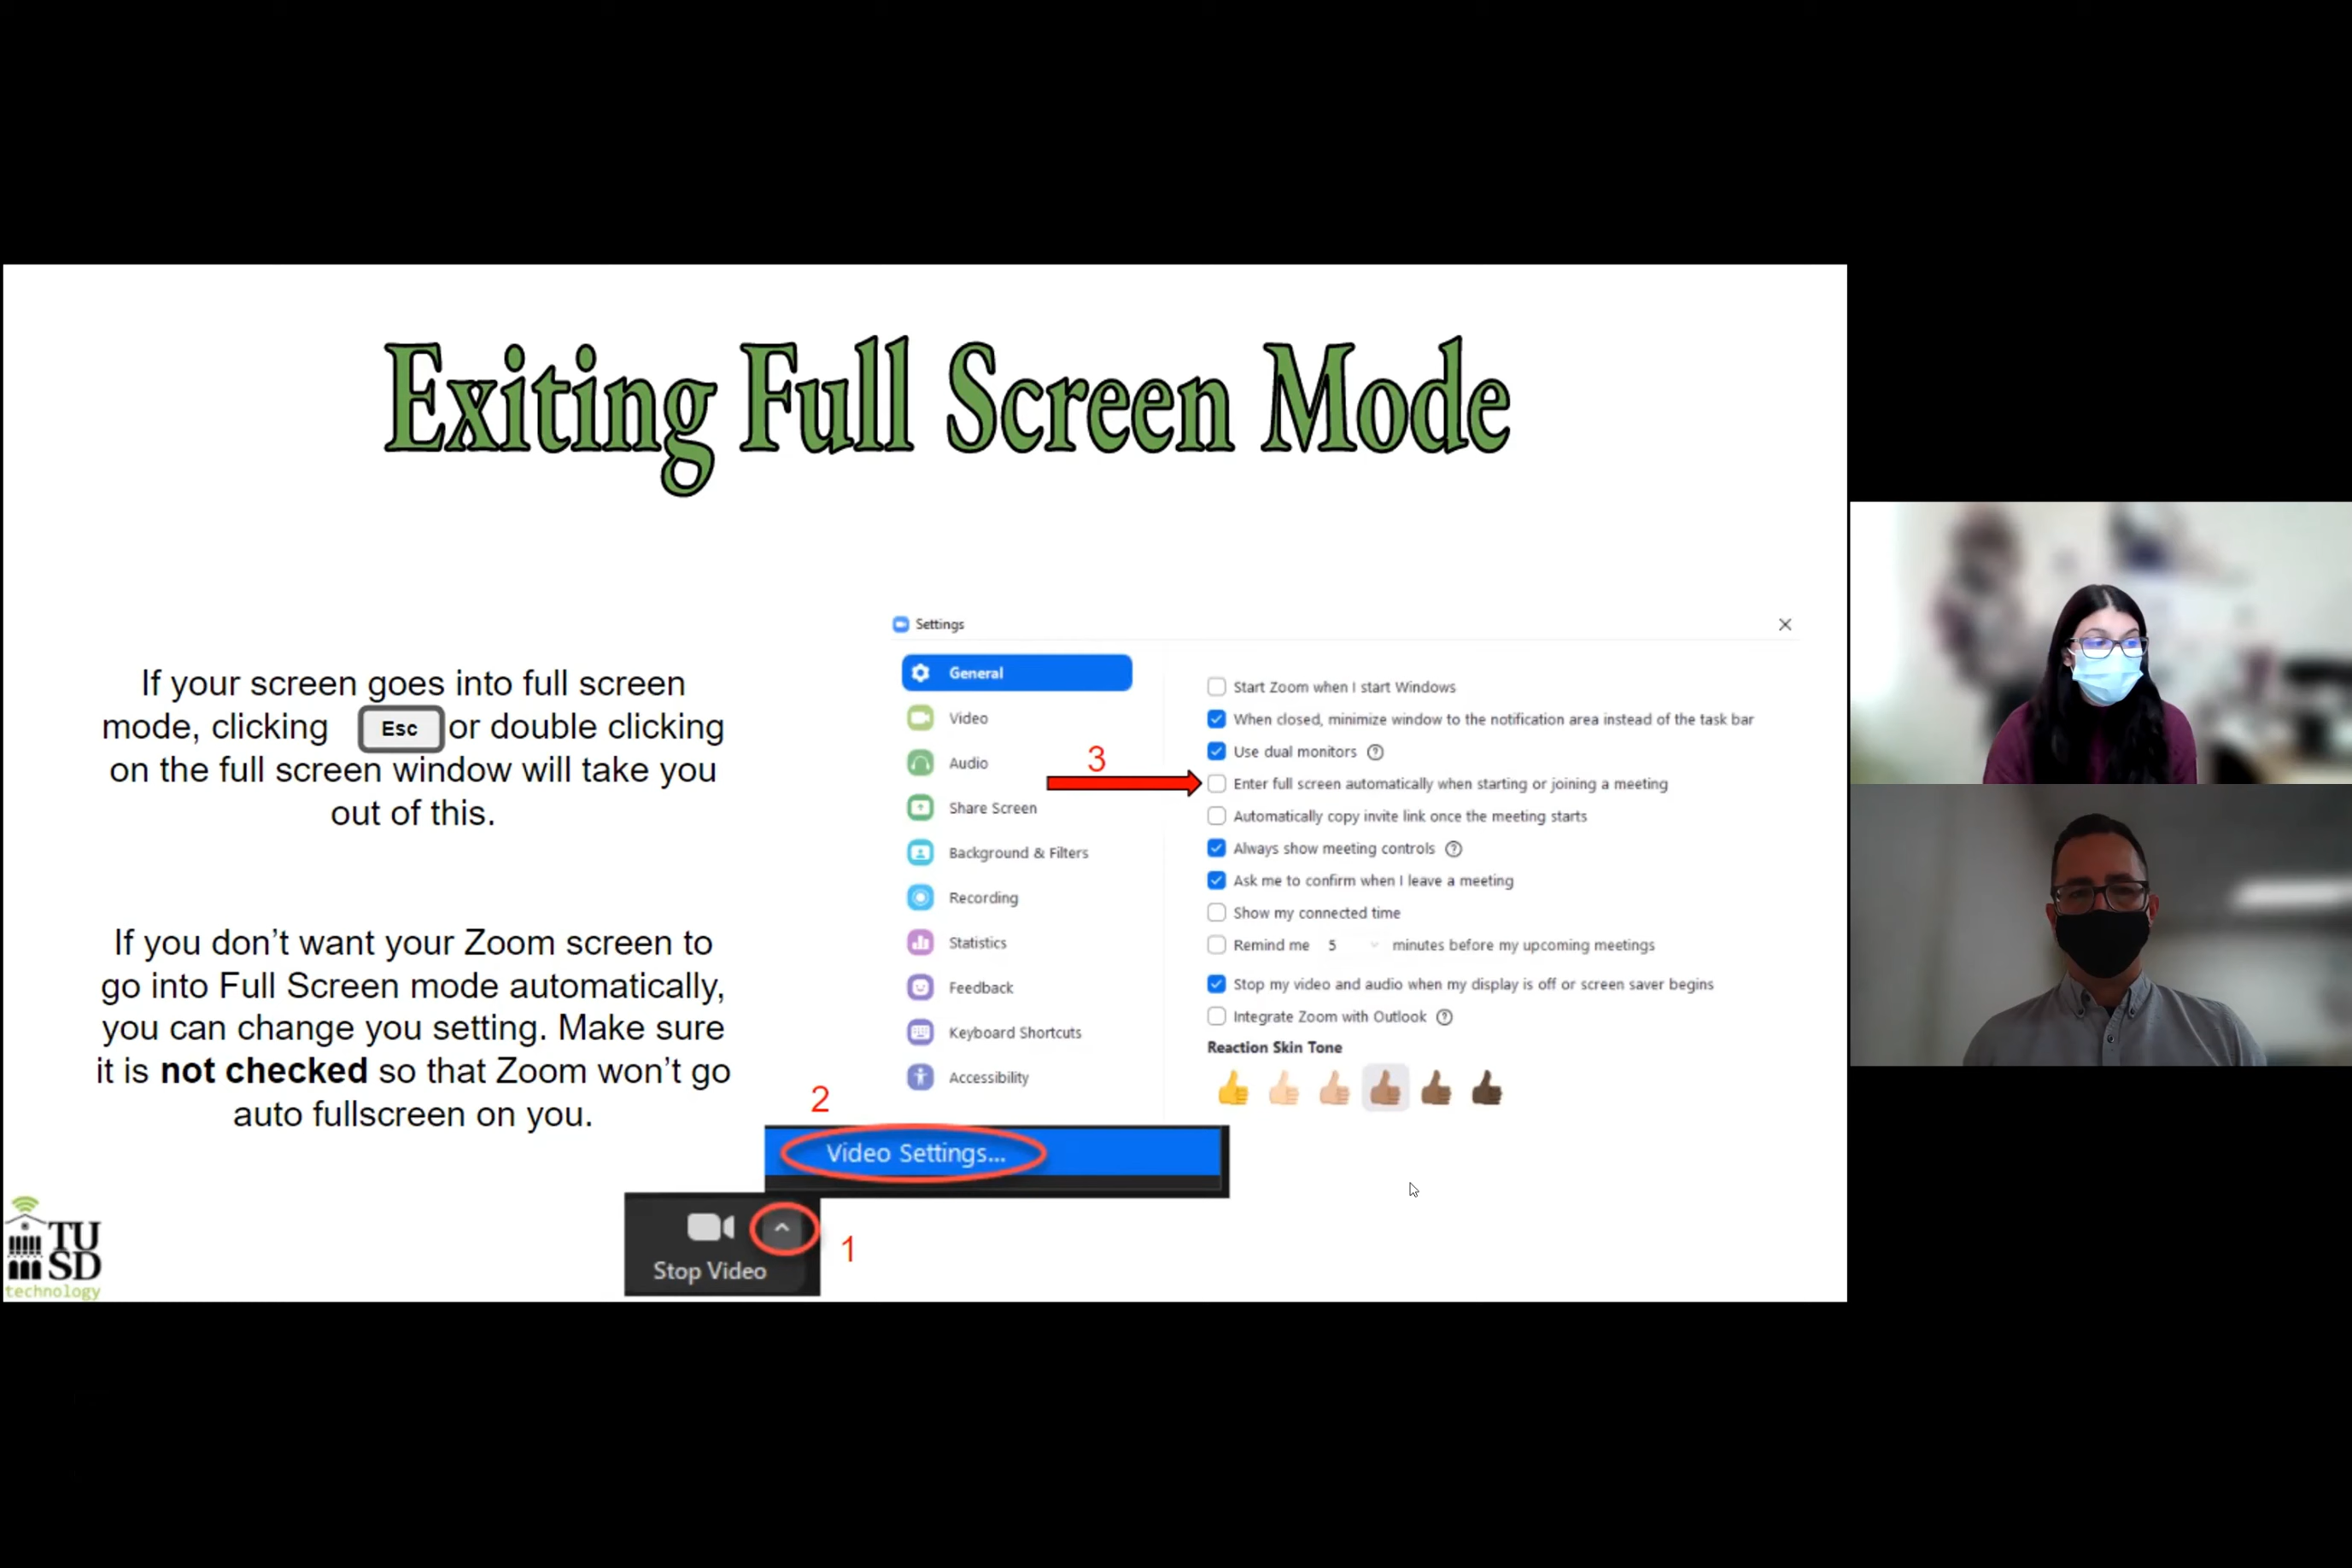 Exiting Full Screen Mode
If your screen goes into full screen
mode, clicking Esc or double clicking
on the full screen window will take you
out of this.
If you don’t want your Zoom screen to
go into Full Screen mode automatically,
you can change you setting. Make sure
it is not checked so that Zoom won’t go
auto fullscreen on you.
Settings
General
Video
Audio
Share Screen
Background & Filters
Recording
Statistics
Feedback
Keyboard Shortcuts
Accessibility
3
Start Zoom when I start Windows
When closed, minimize window to the notification area instead of the task bar
Use dual monitors
Enter full screen automatically when starting or joining a meeting
Automatically copy invite link once the meeting starts
Always show meeting controls
Ask me to confirm when I leave a meeting
Show my connected time
Remind me 5 minutes before my upcoming meetings
Stop my video and audio when my display is off or screen saver begins
Integrate Zoom with Outlook
Reaction Skin Tone
2
Video Settings...
Stop Video
1
TU
SD
technology